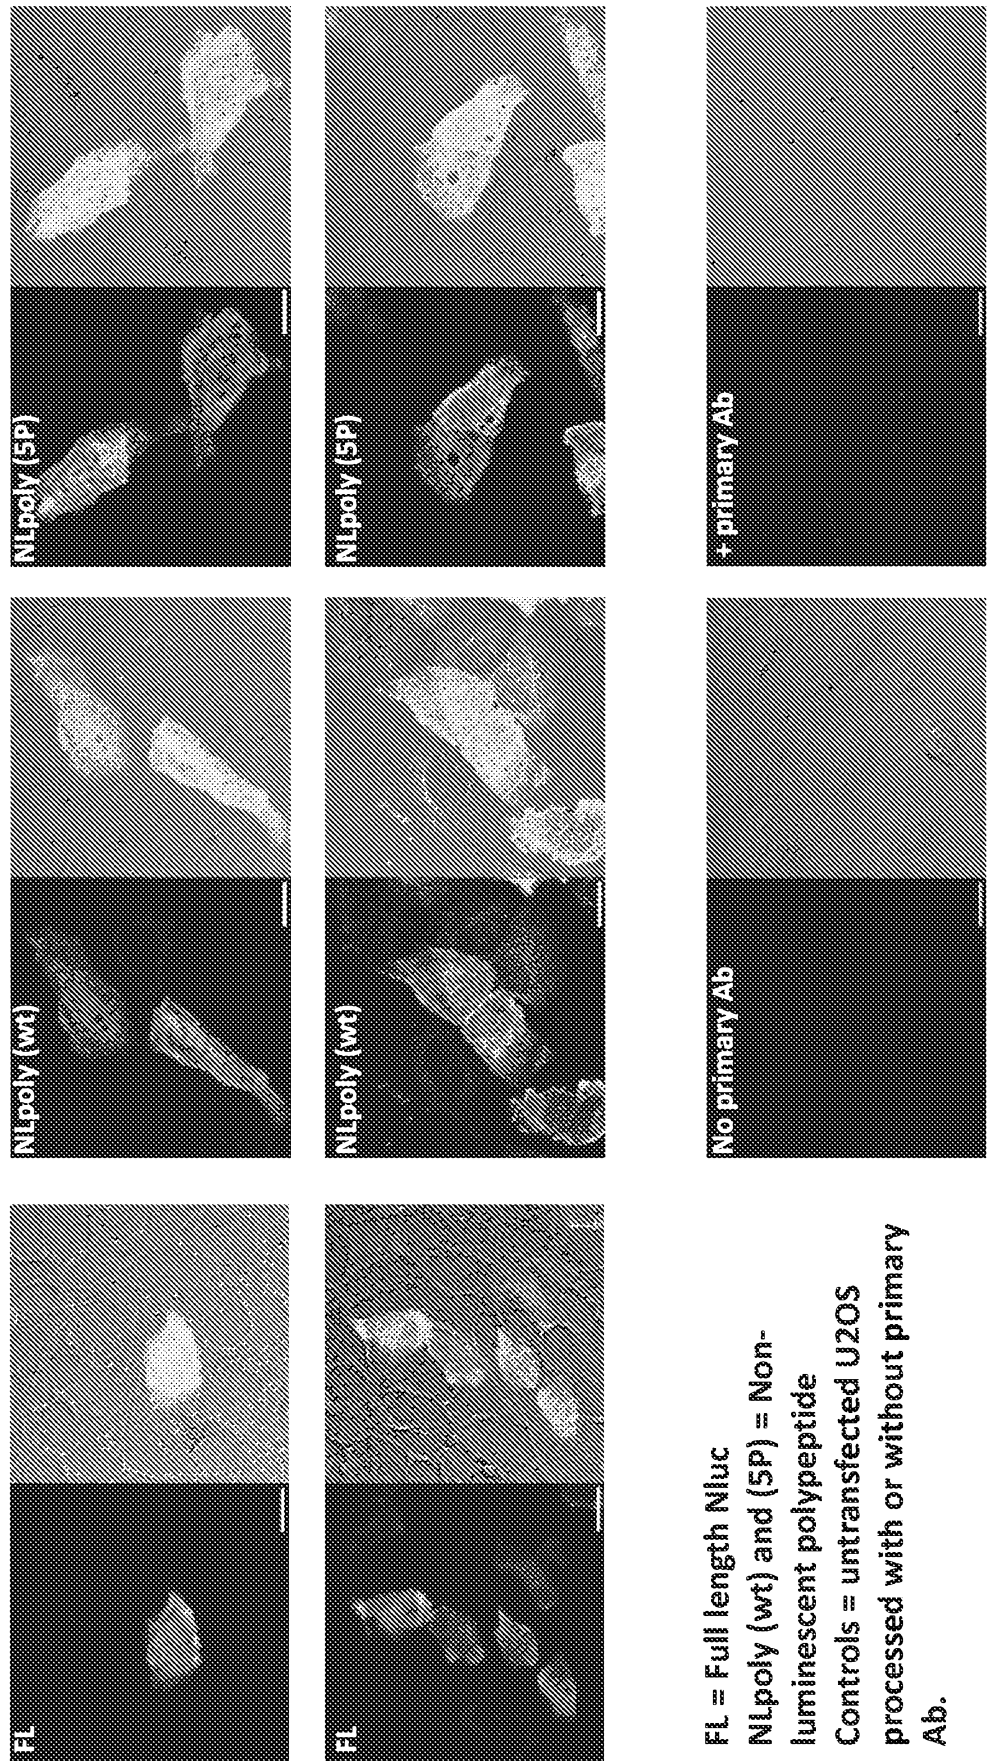 FL
NLpoly (wt)
NLpoly (5P)
FL
NLpoly (wt)
NLpoly (5P)
FL = Full length Nluc
NLpoly (wt) and (5P) = Non-
luminescent polypeptide
Controls = untransfected U2OS
processed with or without primary
Ab.
No primary Ab
+ primary Ab